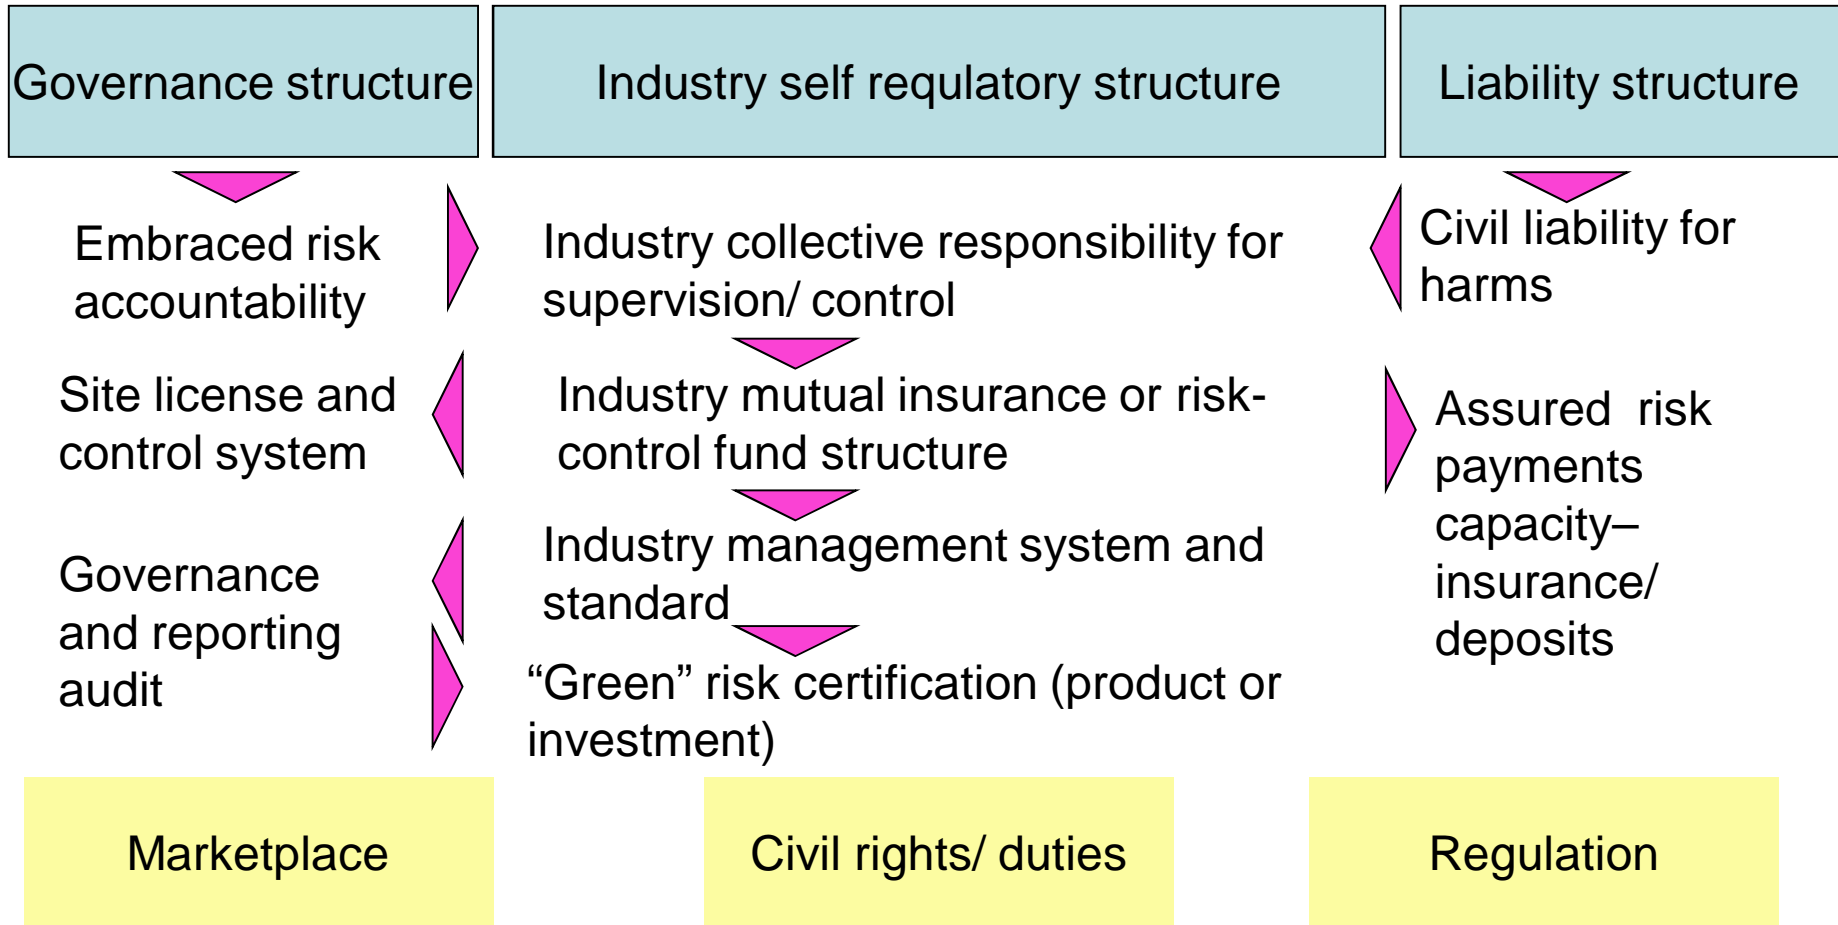 Governance structure
Industry self requlatory structure
Liability structure
Embraced risk
accountability
Industry collective responsibility for
supervision/ control
Civil liability for
harms
Site license and
control system
Industry mutual insurance or risk-
control fund structure
Assured  risk
payments
capacity–
insurance/
deposits
Governance
and reporting
audit
Industry management system and
standard
“Green” risk certification (product or
investment)
Marketplace
Civil rights/ duties
Regulation